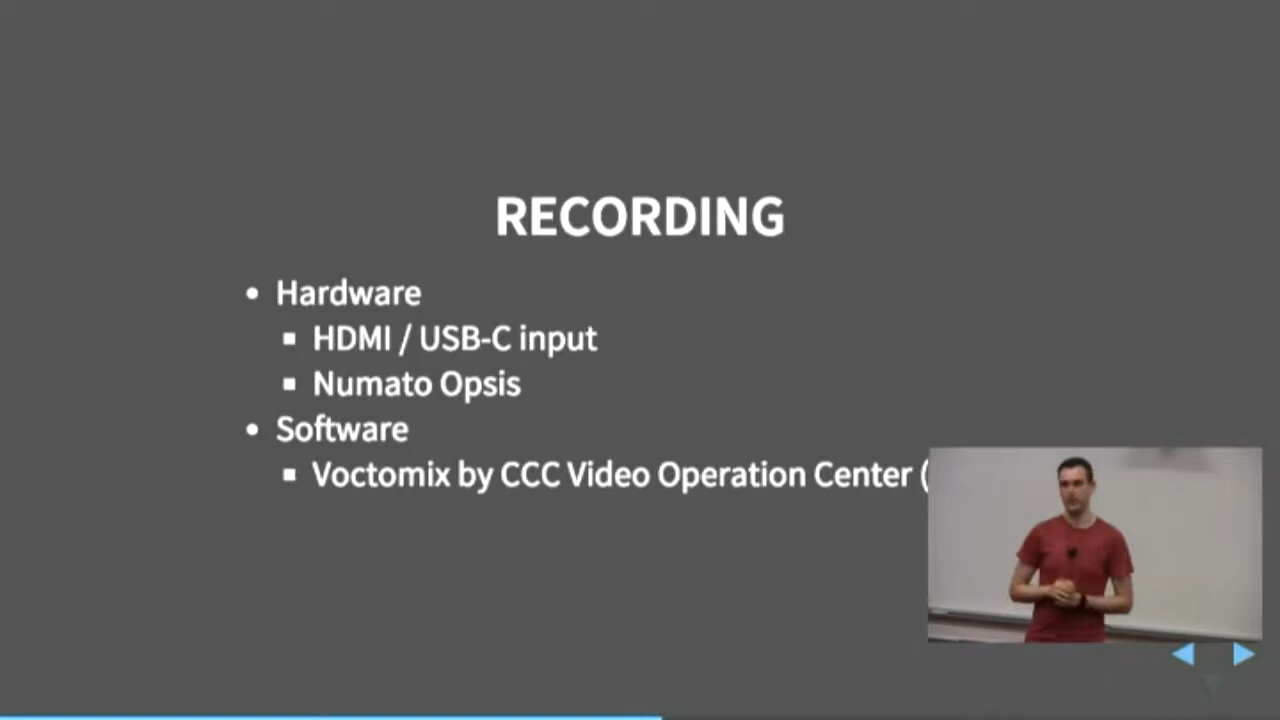 RECORDING
• Hardware
▪ HDMI / USB-C input
▪ Numato Opsis
• Software
▪ Voctomix by CCC Video Operation Center (